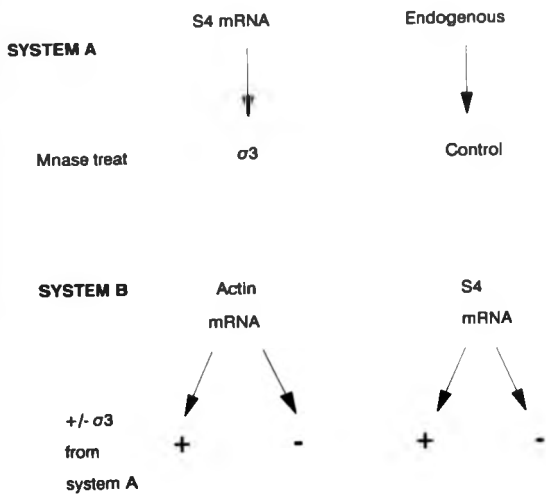 S4 mRNA
Endogenous
SYSTEM A
Mnase treat
σ3
Control
SYSTEM B
Actin
mRNA
S4
mRNA
+/- σ3
from
system A
+
-
+
-